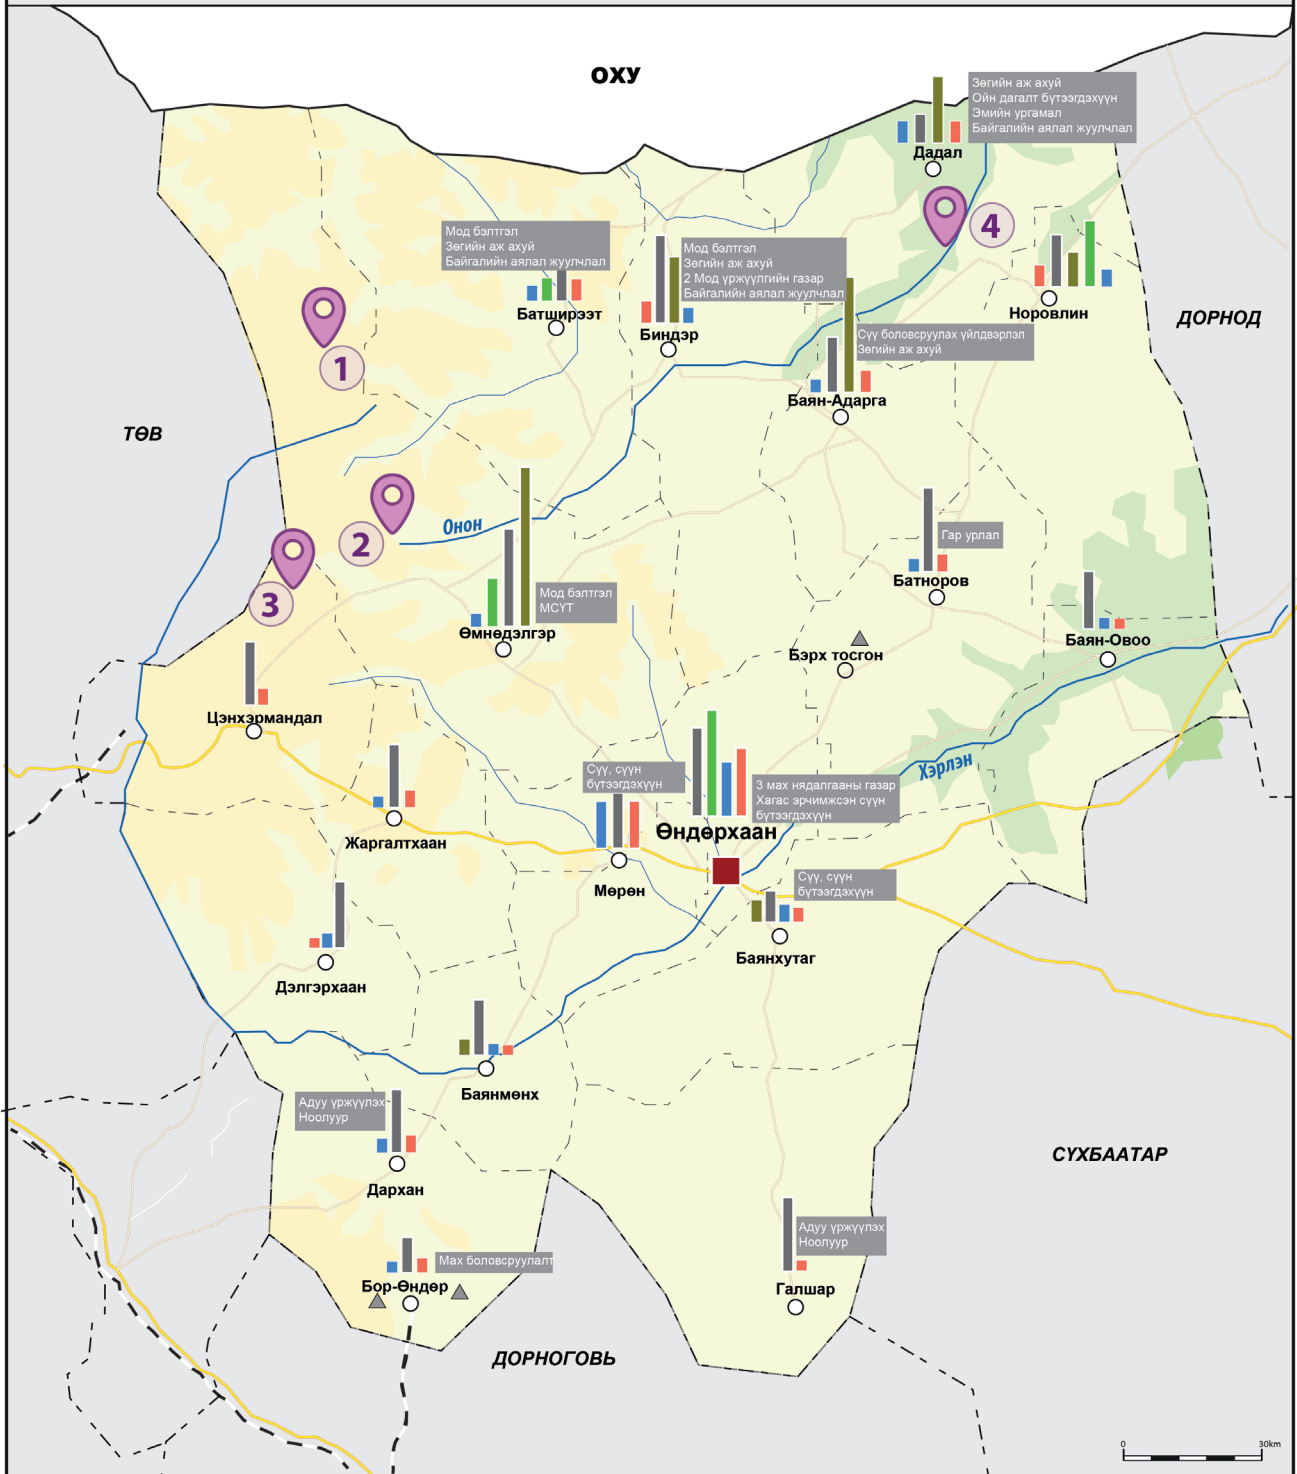 ОХУ
Зөгийн аж ахуй
Ойн дагалт бүтээгдэхүүн
Эмийн ургамал
Байгалийн аялал жуулчлал
Дадал
4
Мод бэлтгэл
Зөгийн аж ахуй
Байгалийн аялал жуулчлал
Батширээт
Мод бэлтгэл
Зөгийн аж ахуй
2 Мод үржүүлгийн газар
Байгалийн аялал жуулчлал
Биндэр
Норовлин
ДОРНОД
1
Сүү боловсруулах үйлдвэрлэл
Зөгийн аж ахуй
Баян-Адарга
ТӨВ
Онон
2
Гар урлал
Батноров
3
Мод бэлтгэл
МСҮТ
Өмнөдэлгэр
Баян-Овоо
Бэрх тосгон
Цэнхэрмандал
Хэрлэн
Сүү, сүүн
бүтээгдэхүүн
3 мах нядалгааны газар
Хагас эрчимжсэн сүүн
бүтээгдэхүүн
Өндөрхаан
Жаргалтхаан
Мөрөн
Сүү, сүүн
бүтээгдэхүүн
Баянхутаг
Дэлгэрхаан
Баянмөнх
Адуу үржүүлэх
Ноолуур
Дархан
СҮХБААТАР
Адуу үржүүлэх
Ноолуур
Галшар
Мах боловсруулалт
Бор-Өндөр
ДОРНОГОВЬ
0
30km